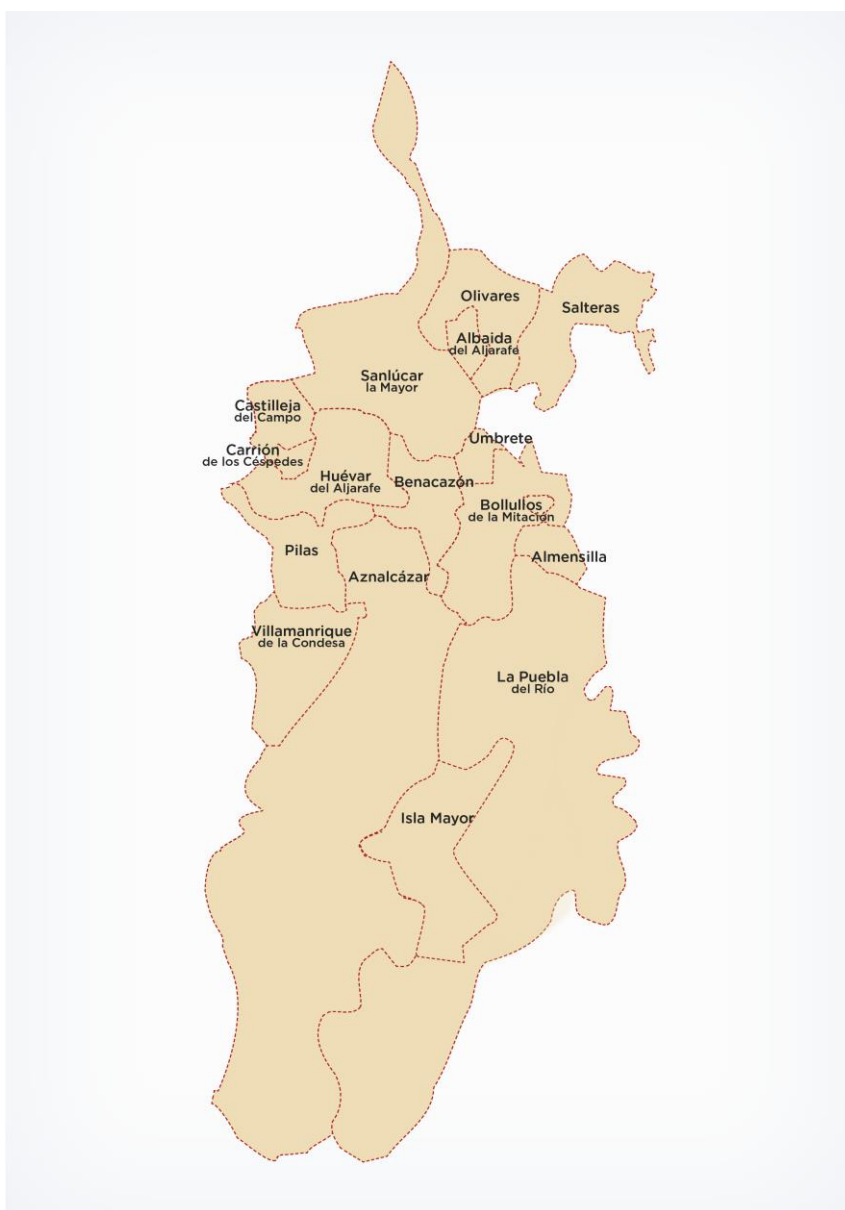 Olivares
Salteras
Albaida
del Aljarafe
Sanlúcar
la Mayor
Castilleja
del Campo
Umbrete
Carrión
de los Céspedes
Huévar
del Aljarafe
Benacazón
Bollullos
de la Mitación
Pilas
Almensilla
Aznalcázar
Villamanrique
de la Condesa
La Puebla
del Río
Isla Mayor